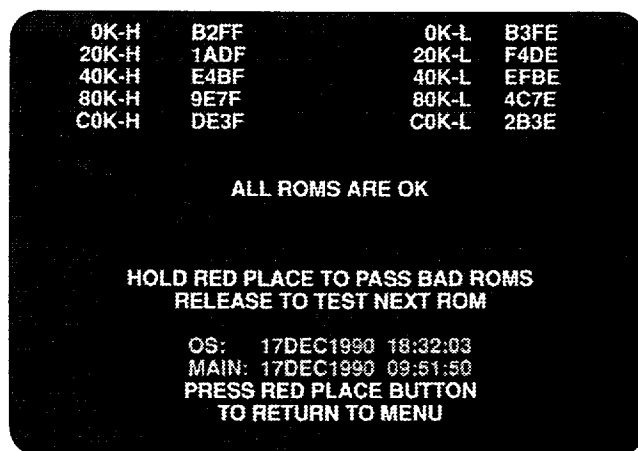 0K-H B2FF 0K-L B3FE
20K-H 1ADF 20K-L F4DE
40K-H E4BF 40K-L EFBE
80K-H 9E7F 80K-L 4C7E
C0K-H DE3F C0K-L 2B3E
ALL ROMS ARE OK
HOLD RED PLACE TO PASS BAD ROMS
RELEASE TO TEST NEXT ROM
OS: 17DEC1990 18:32:03
MAIN: 17DEC1990 09:51:50
PRESS RED PLACE BUTTON
TO RETURN TO MENU